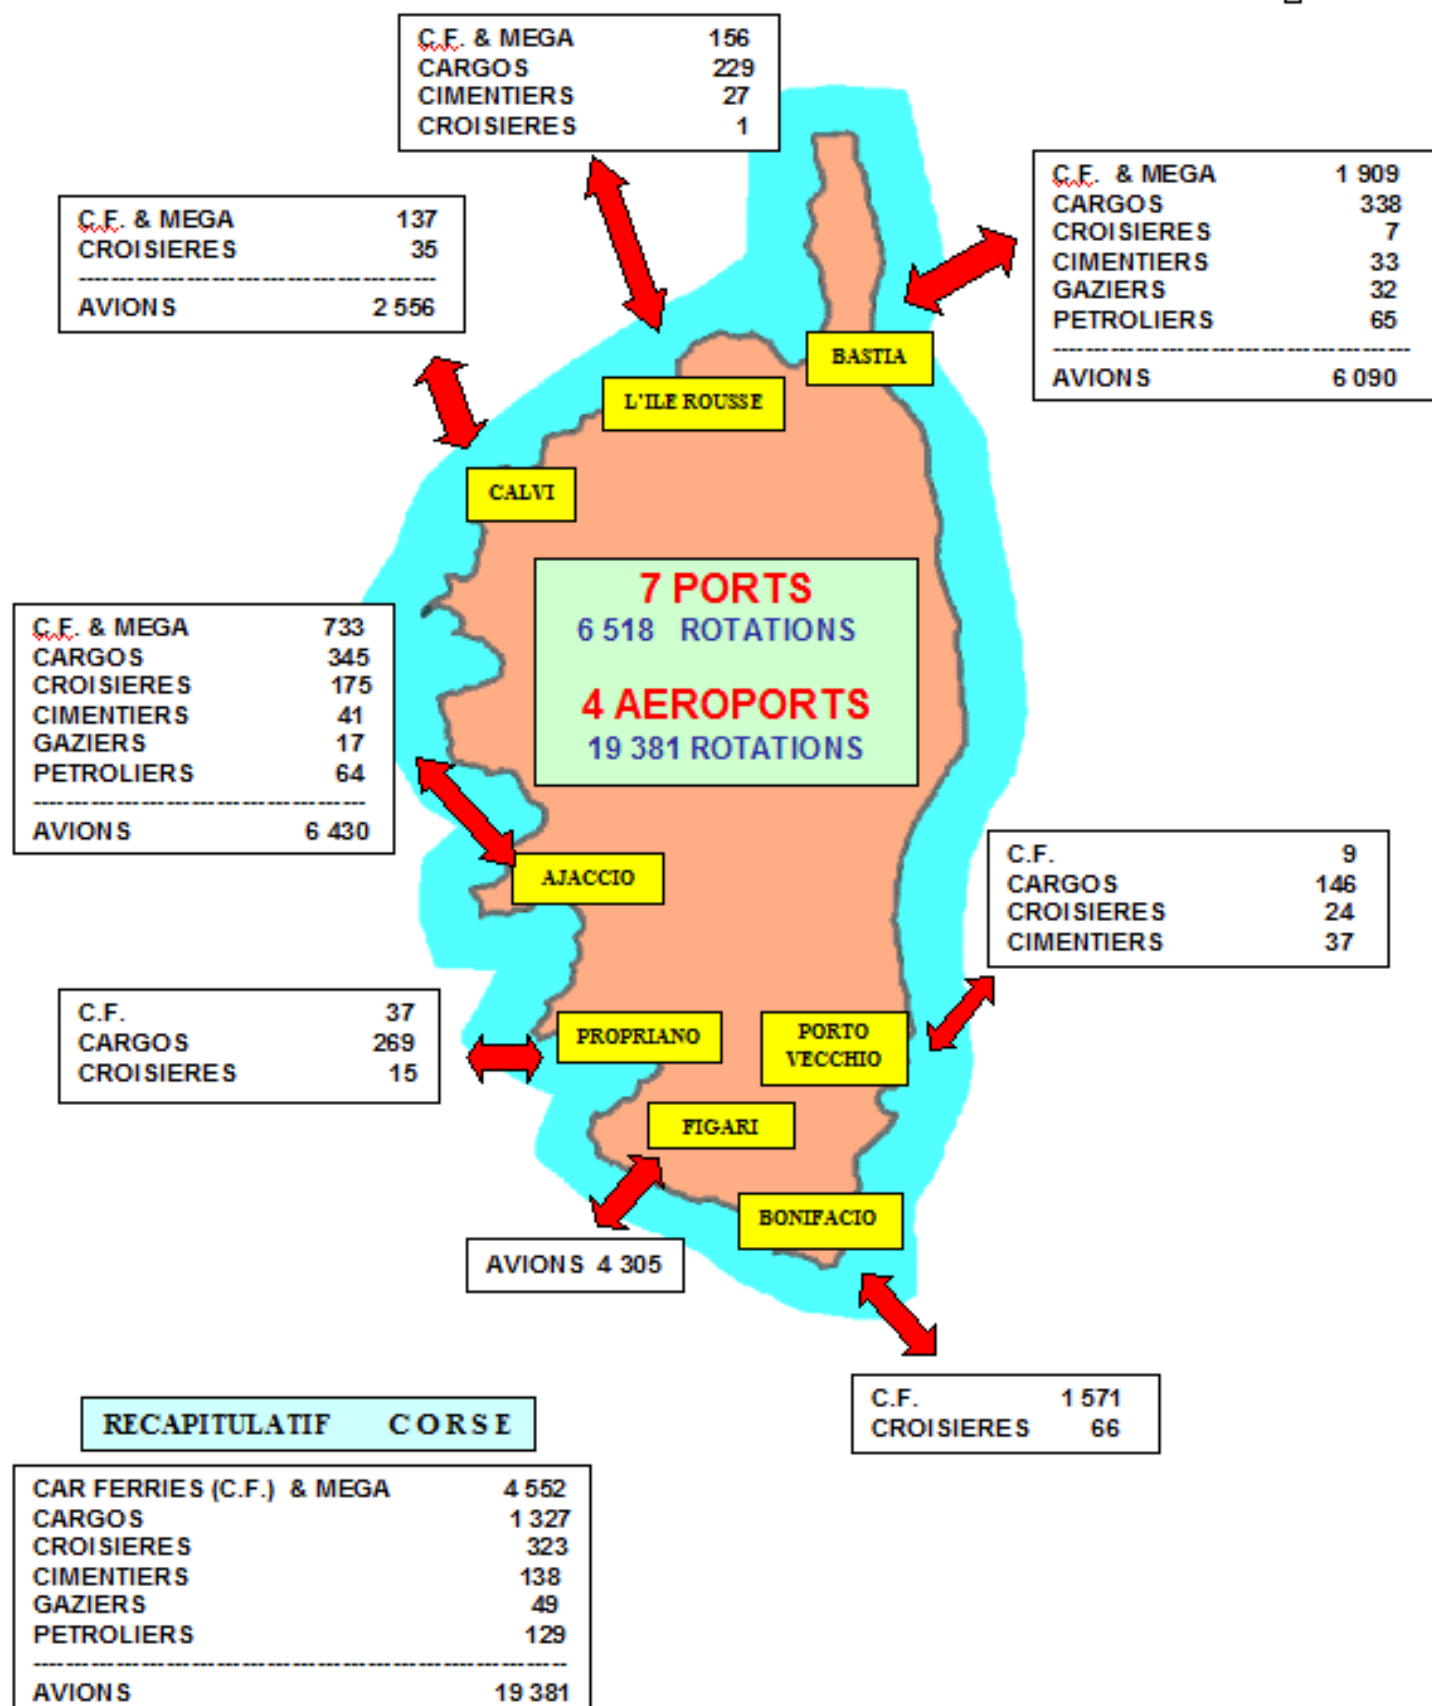 C.F. & MEGA 156
CARGOS 229
CIMENTIERS 27
CROISIERES 1
C.F. & MEGA 1 909
CARGOS 338
CROISIERES 7
CIMENTIERS 33
GAZIERS 32
PETROLIERS 65
AVIONS 6 090
C.F. & MEGA 137
CROISIERES 35
AVIONS 2 556
BASTIA
L'ILE ROUSSE
CALVI
7 PORTS
6 518 ROTATIONS
4 AEROPORTS
19 381 ROTATIONS
C.F. & MEGA 733
CARGOS 345
CROISIERES 175
CIMENTIERS 41
GAZIERS 17
PETROLIERS 64
AVIONS 6 430
AJACCIO
C.F. 9
CARGOS 146
CROISIERES 24
CIMENTIERS 37
C.F. 37
CARGOS 269
CROISIERES 15
PROPRIANO
PORTO
VECCHIO
FIGARI
BONIFACIO
AVIONS 4 305
C.F. 1 571
CROISIERES 66
RECAPITULATIF CORSE
CAR FERRIES (C.F.) & MEGA 4 552
CARGOS 1 327
CROISIERES 323
CIMENTIERS 138
GAZIERS 49
PETROLIERS 129
AVIONS 19 381